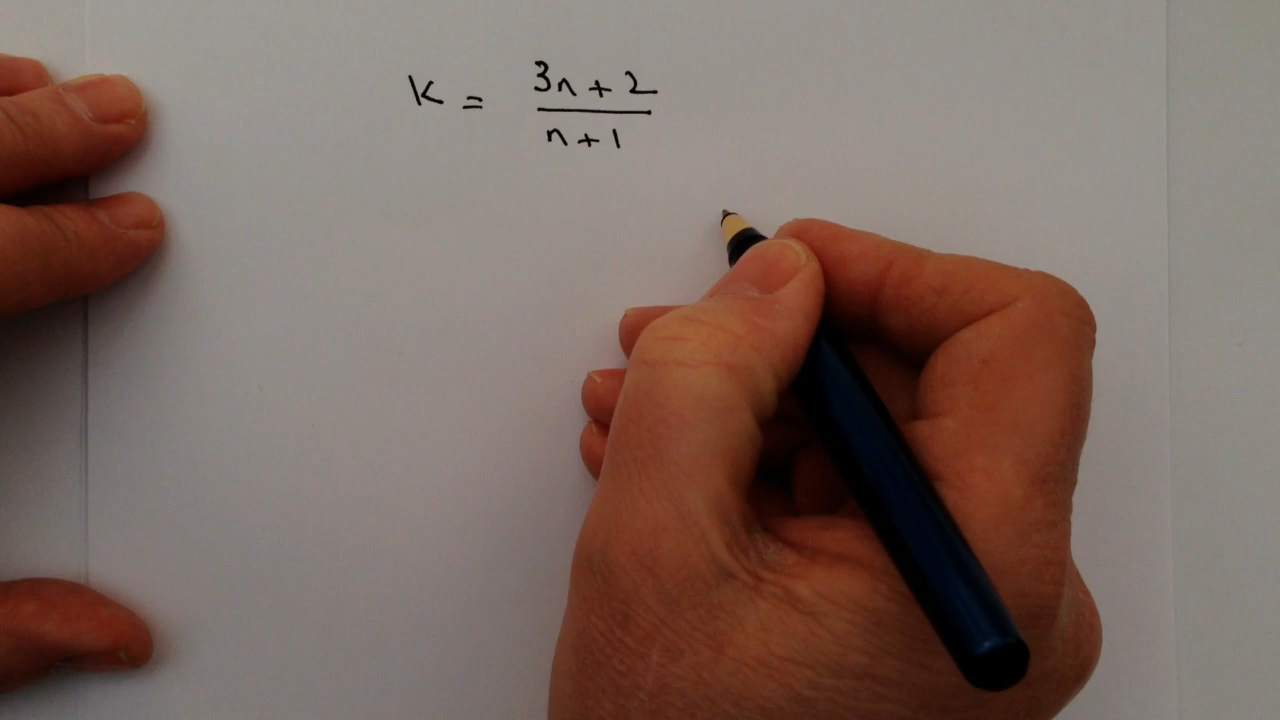 K = 3n + 2
n + 1